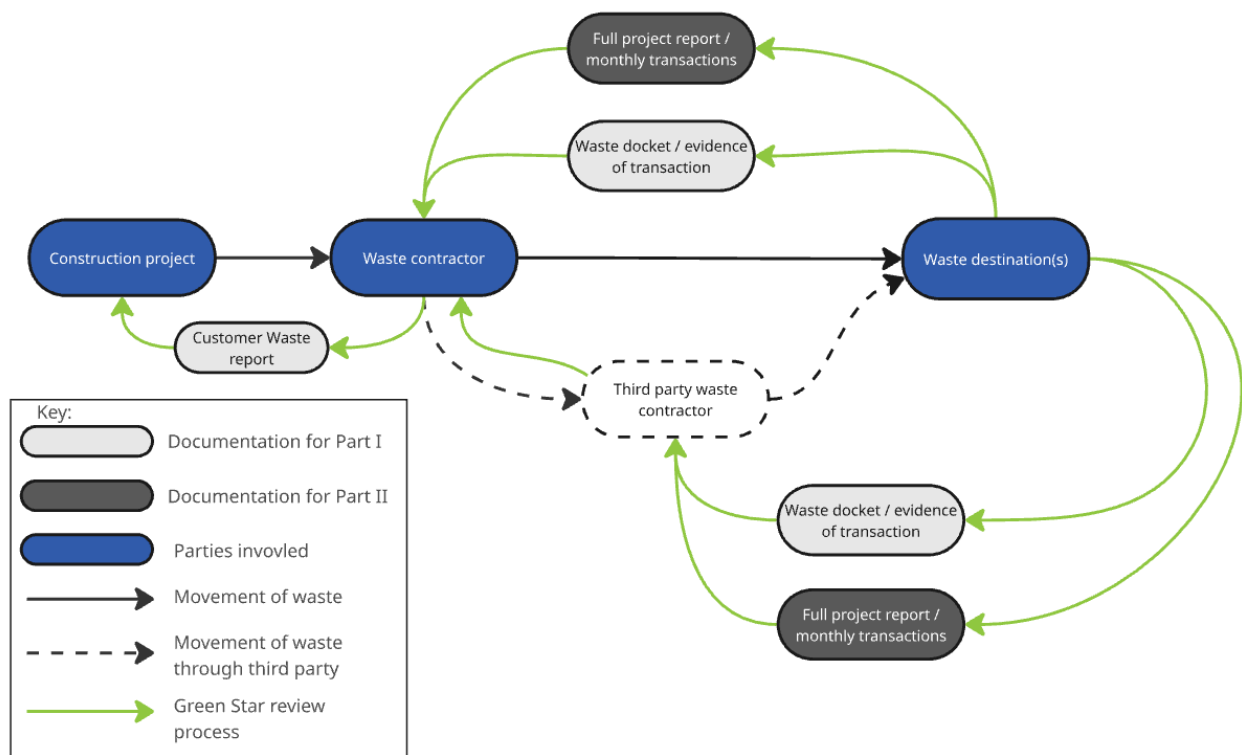 Full project report /
monthly transactions
Waste docket / evidence
of transaction
Construction project
Waste contractor
Waste destination(s)
Customer Waste
report
Third party waste
contractor
Waste docket / evidence
of transaction
Full project report /
monthly transactions
Key:
Documentation for Part I
Documentation for Part II
Parties invovled
Movement of waste
Movement of waste
through third party
Green Star review
process